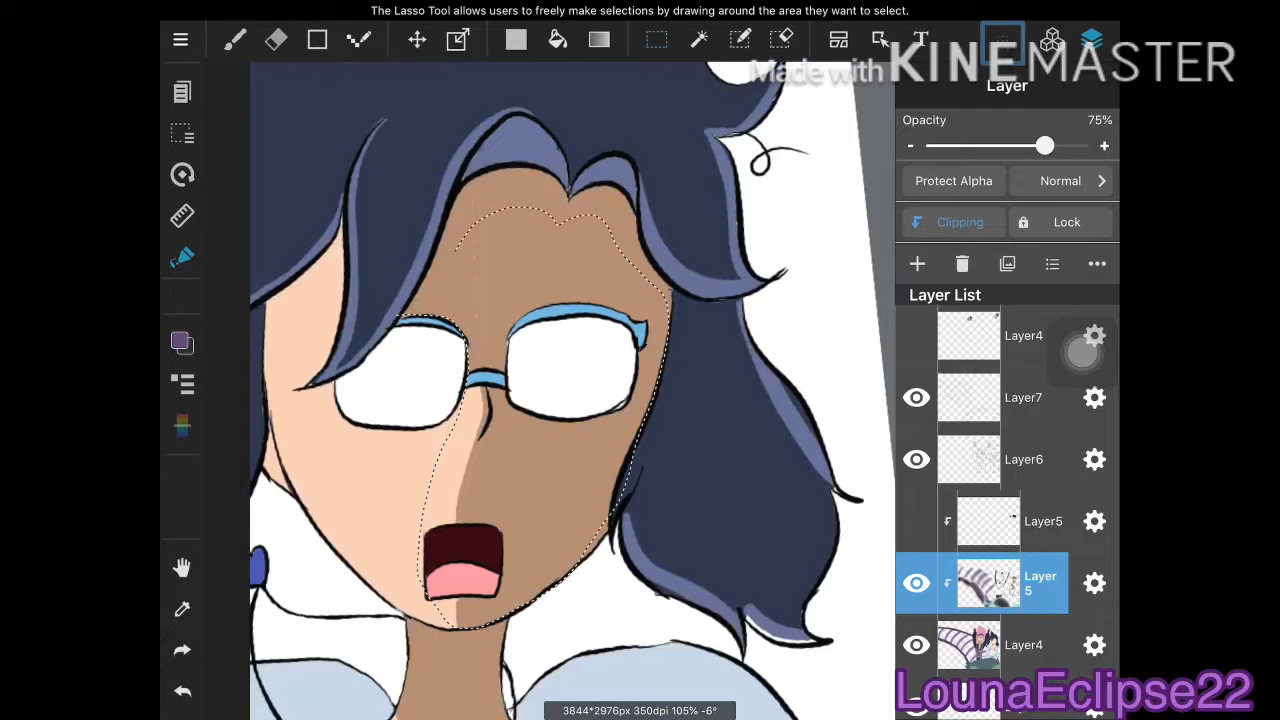 The Lasso Tool allows users to freely make selections by drawing around the area they want to select.
T
Made with KINEMASTER
Layer
Opacity 75%
- +
Protect Alpha Normal
Clipping Lock
Layer List
Layer4
Layer7
Layer6
Layer5
Layer
5
Layer4
LounaEclipse22
3844*2976px 350dpi 105% -6°